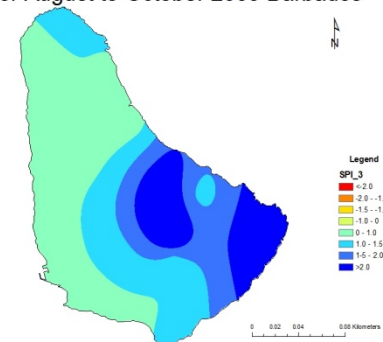 August to October Barbados
N
Legend
SPI_3
<-2.0
-2.0 - -1.
-1.5 - -1.
-1.0 - 0
0 - 1.0
1.0 - 1.5
1-5 - 2.0
>2.0
0 0.02 0.04 0.08 Kilometers